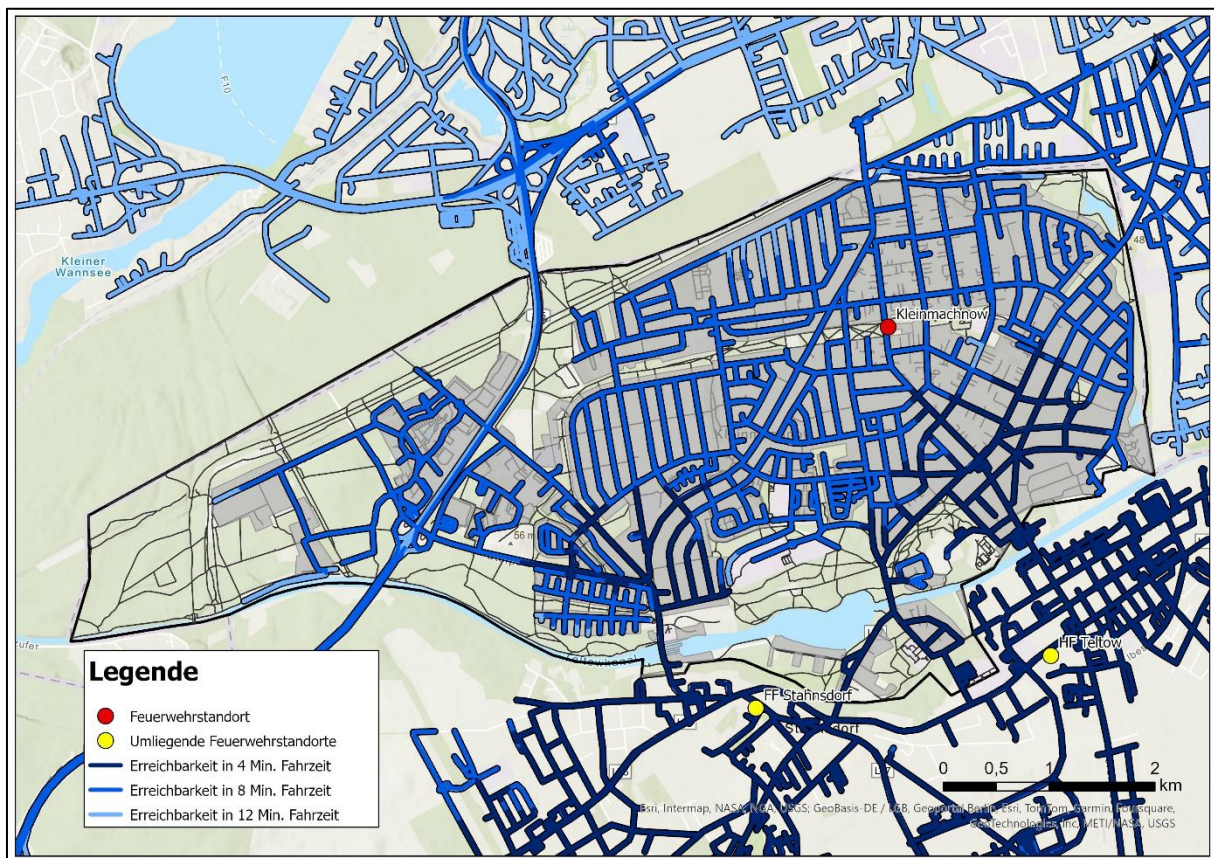 F10
Kleiner
Wannsee
48
Kleinmachnow
56 m
HF Teltow
FF Stahnsdorf
Legende
Feuerwehrstandort
Umliegende Feuerwehrstandorte
Erreichbarkeit in 4 Min. Fahrzeit
Erreichbarkeit in 8 Min. Fahrzeit
Erreichbarkeit in 12 Min. Fahrzeit
0 0,5 1 2
km
Esri, Intermap, NASA, NGA, USGS; GeoBasis-DE / LGB, Geoportal Berlin, Esri, TomTom, Garmin, Foursquare,
GeoTechnologies, Inc, METI/NASA, USGS